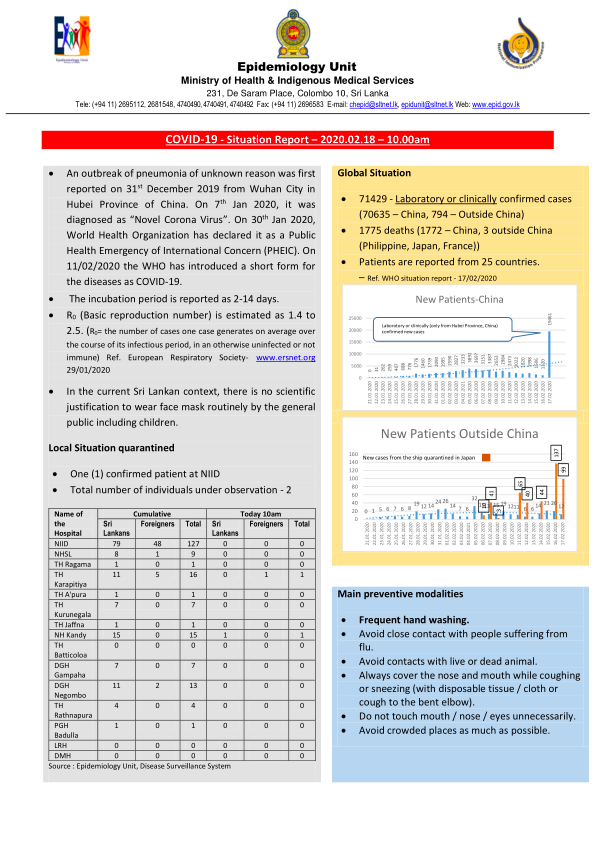 Epidemiology Unit
Ministry of Health & Indigenous Medical Services
231, De Saram Place, Colombo 10, Sri Lanka
Tele: (+94 11) 2695112, 2681548, 4740490, 4740491, 4740492 Fax: (+94 11) 2696583 E-mail: chepid@sltnet.lk, epidunit@sltnet.lk Web: www.epid.gov.lk
COVID-19 - Situation Report – 2020.02.18 – 10.00am
• An outbreak of pneumonia of unknown reason was first
reported on 31st December 2019 from Wuhan City in
Hubei Province of China. On 7th Jan 2020, it was
diagnosed as “Novel Corona Virus”. On 30th Jan 2020,
World Health Organization has declared it as a Public
Health Emergency of International Concern (PHEIC). On
11/02/2020 the WHO has introduced a short form for
the diseases as COVID-19.
• The incubation period is reported as 2-14 days.
• R0 (Basic reproduction number) is estimated as 1.4 to
2.5. (R0= the number of cases one case generates on average over
the course of its infectious period, in an otherwise uninfected or not
immune) Ref. European Respiratory Society- www.ersnet.org
29/01/2020
• In the current Sri Lankan context, there is no scientific
justification to wear face mask routinely by the general
public including children.
Local Situation quarantined
• One (1) confirmed patient at NIID
• Total number of individuals under observation - 2
Name of the Hospital Cumulative Today 10am
Sri Lankans Foreigners Total Sri Lankans Foreigners Total
NIID 79 48 127 0 0 0
NHSL 8 1 9 0 0 0
TH Ragama 1 0 1 0 0 0
TH Karapitiya 11 5 16 0 1 1
TH A'pura 1 0 1 0 0 0
TH Kurunegala 7 0 7 0 0 0
TH Jaffna 1 0 1 0 0 0
NH Kandy 15 0 15 1 0 1
TH Batticoloa 0 0 0 0 0 0
DGH Gampaha 7 0 7 0 0 0
DGH Negombo 11 2 13 0 0 0
TH Rathnapura 4 0 4 0 0 0
PGH Badulla 1 0 1 0 0 0
LRH 0 0 0 0 0 0
DMH 0 0 0 0 0 0
Source : Epidemiology Unit, Disease Surveillance System
Global Situation
• 71429 - Laboratory or clinically confirmed cases
(70635 – China, 794 – Outside China)
• 1775 deaths (1772 – China, 3 outside China
(Philippine, Japan, France))
• Patients are reported from 25 countries.
– Ref. WHO situation report - 17/02/2020
New Patients-China
Laboratory or clinically (only from Hubei Province, China)
confirmed new cases
25000
20000
15000
10000
5000
0
19461
New Patients Outside China
New cases from the ship quarantined in Japan
160
140
120
100
80
60
40
20
0
41
65
40
44
137
99
Main preventive modalities
• Frequent hand washing.
• Avoid close contact with people suffering from
flu.
• Avoid contacts with live or dead animal.
• Always cover the nose and mouth while coughing
or sneezing (with disposable tissue / cloth or
cough to the bent elbow).
• Do not touch mouth / nose / eyes unnecessarily.
• Avoid crowded places as much as possible.